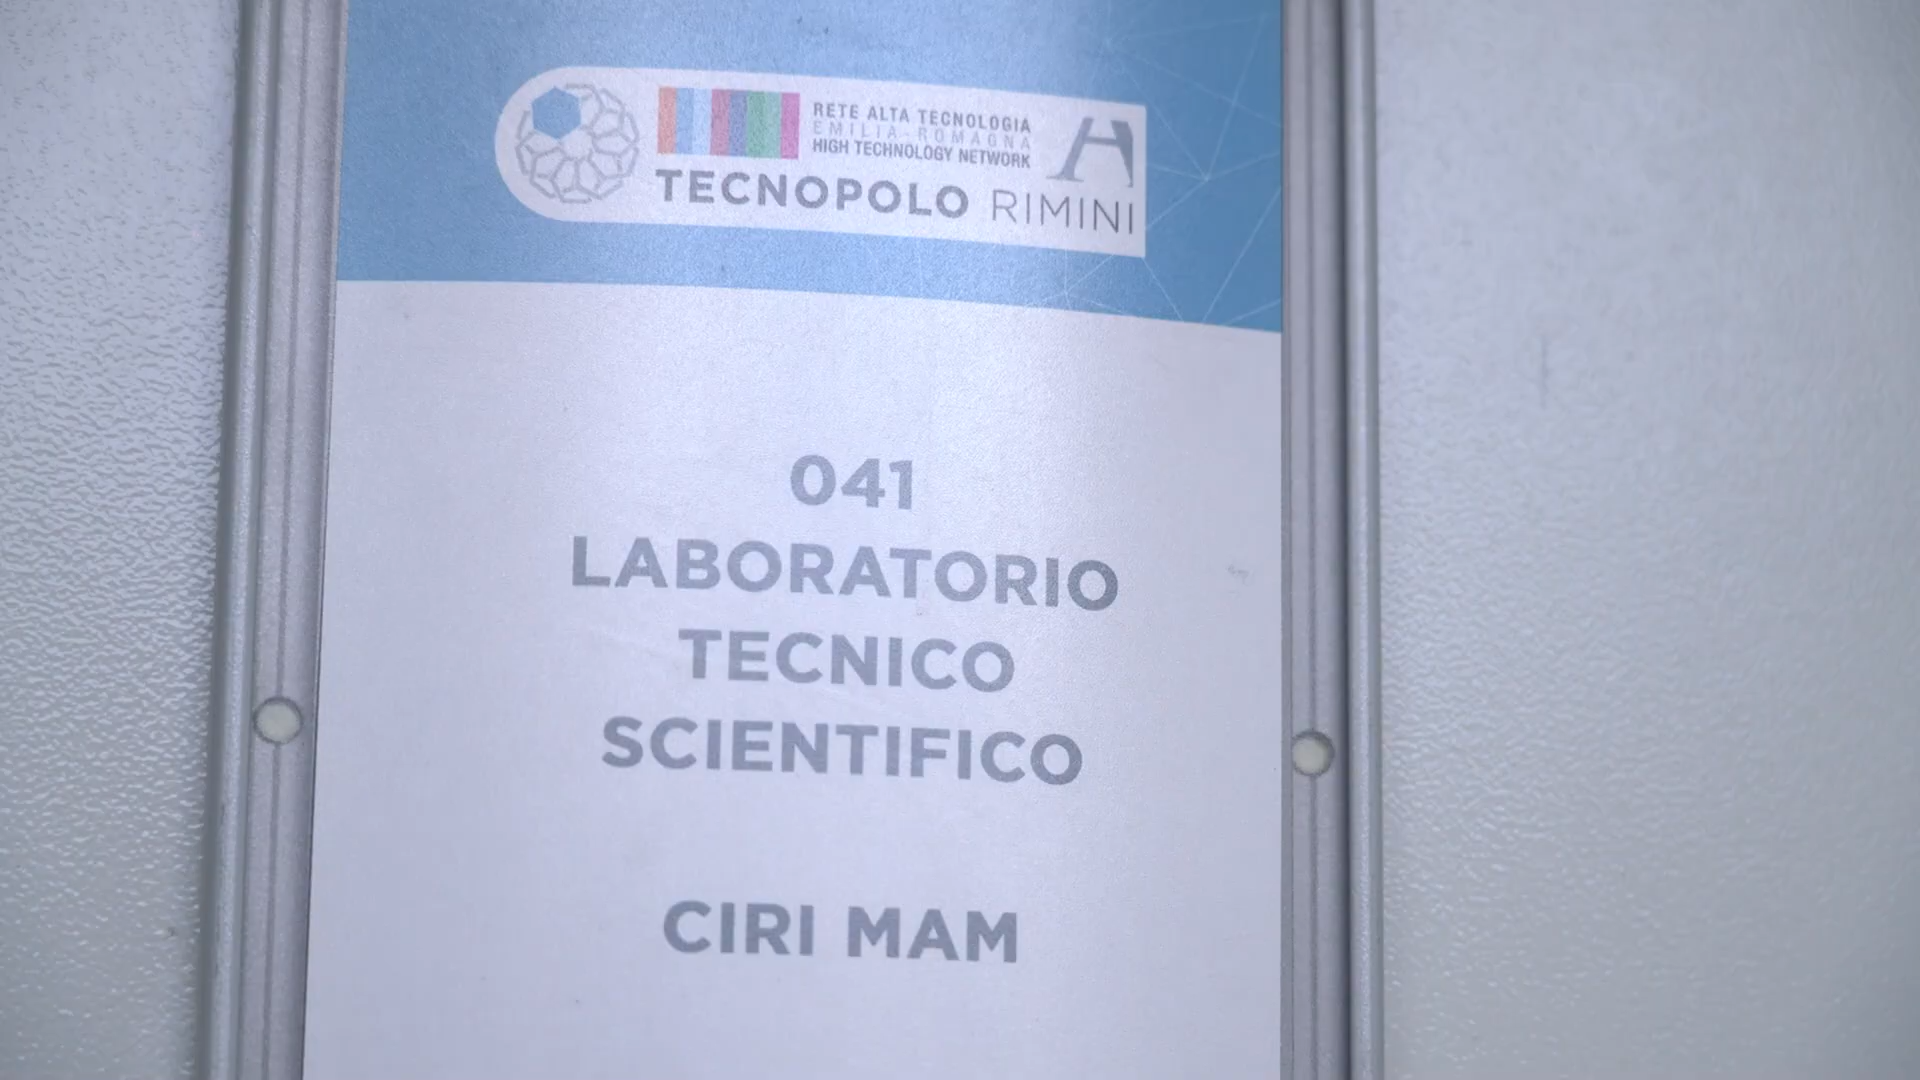 RETE ALTA TECNOLOGIA
EMILIA-ROMAGNA
HIGH TECHNOLOGY NETWORK
TECNOPOLO RIMINI
041
LABORATORIO
TECNICO
SCIENTIFICO
CIRI MAM